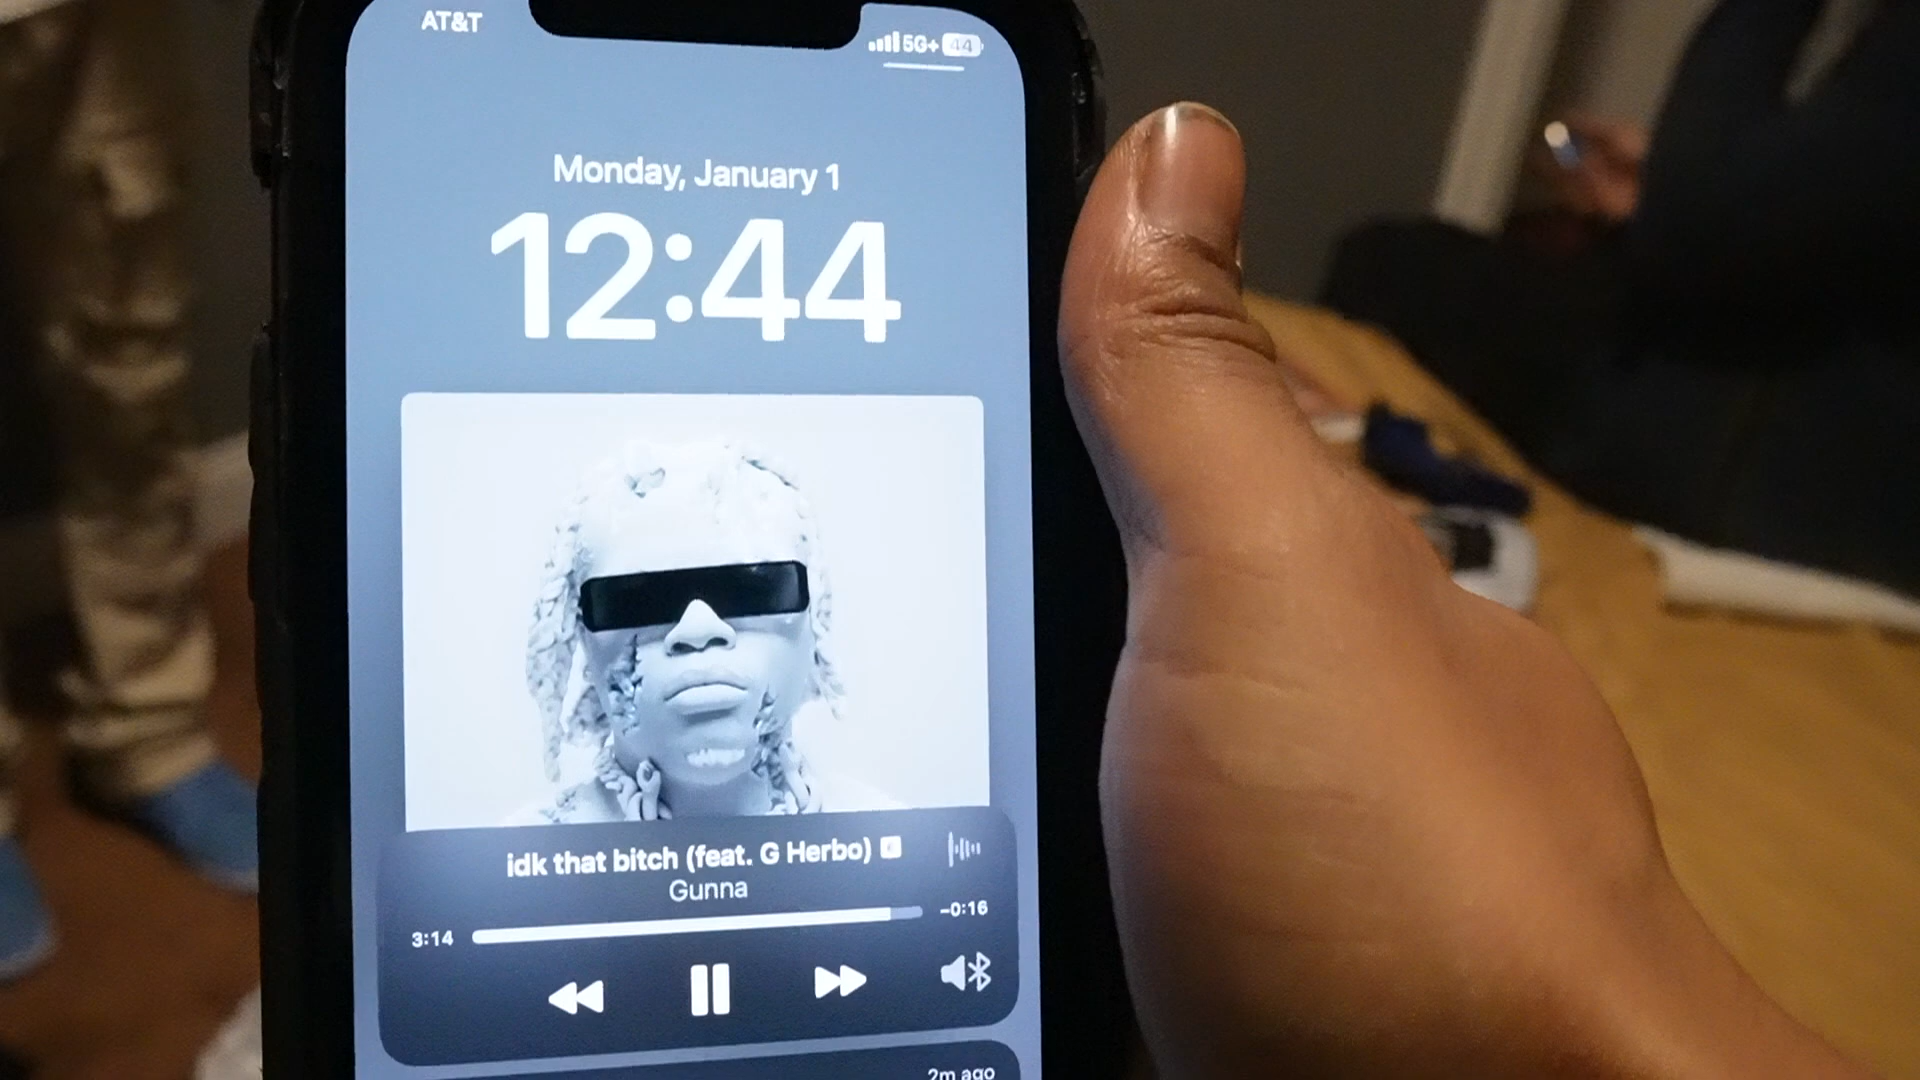 AT&T
5G+ 44
Monday, January 1
12:44
idk that bitch (feat. G Herbo) E
Gunna
3:14
-0:16
2m ago